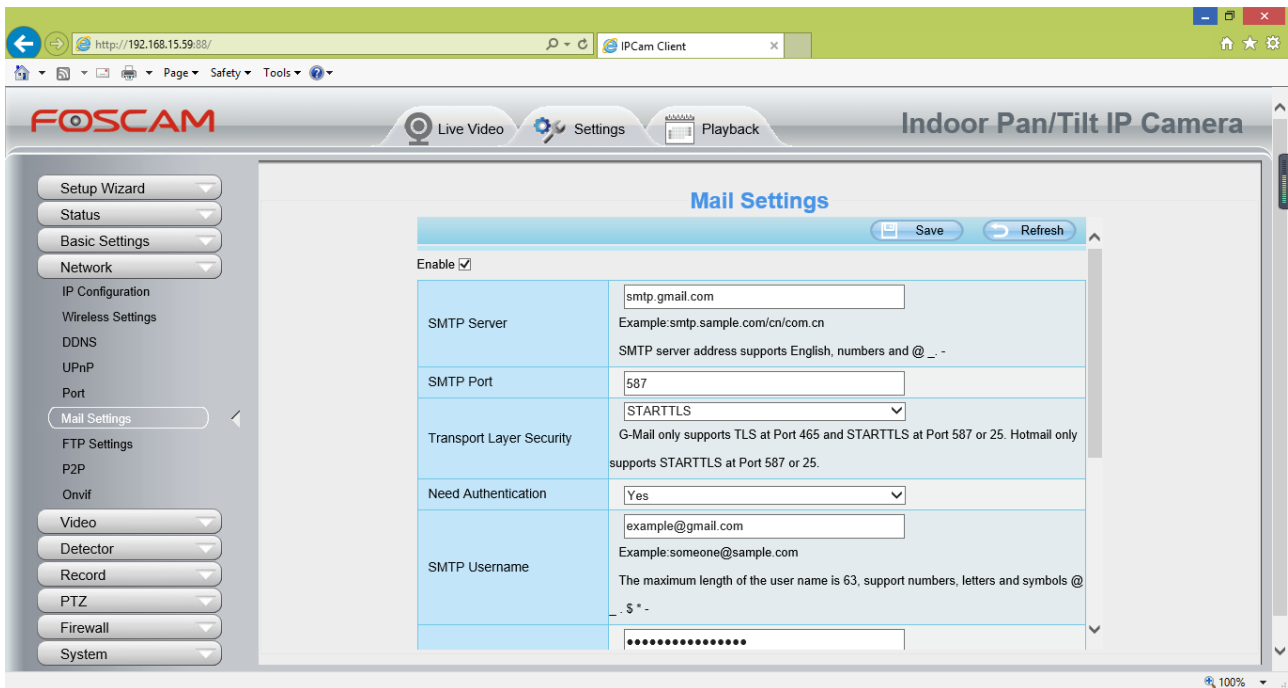 http://192.168.15.59:88/
IPCam Client
Page Safety Tools
FOSCAM
Live Video
Settings
Playback
Indoor Pan/Tilt IP Camera
Setup Wizard
Status
Basic Settings
Network
IP Configuration
Wireless Settings
DDNS
UPnP
Port
Mail Settings
FTP Settings
P2P
Onvif
Video
Detector
Record
PTZ
Firewall
System
Mail Settings
Save
Refresh
Enable
SMTP Server
smtp.gmail.com
Example:smtp.sample.com/cn/com.cn
SMTP server address supports English, numbers and @ _ . -
SMTP Port
587
Transport Layer Security
STARTTLS
G-Mail only supports TLS at Port 465 and STARTTLS at Port 587 or 25. Hotmail only
supports STARTTLS at Port 587 or 25.
Need Authentication
Yes
SMTP Username
example@gmail.com
Example:someone@sample.com
The maximum length of the user name is 63, support numbers, letters and symbols @
_ . $ * -
••••••••••••••••
100%